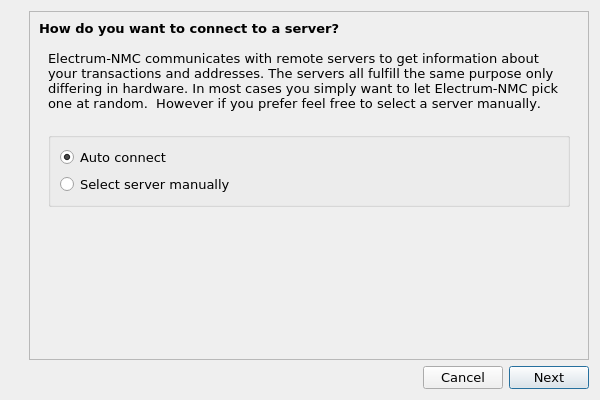 How do you want to connect to a server?
Electrum-NMC communicates with remote servers to get information about
your transactions and addresses. The servers all fulfill the same purpose only
differing in hardware. In most cases you simply want to let Electrum-NMC pick
one at random.  However if you prefer feel free to select a server manually.
Auto connect
Select server manually
Cancel
Next